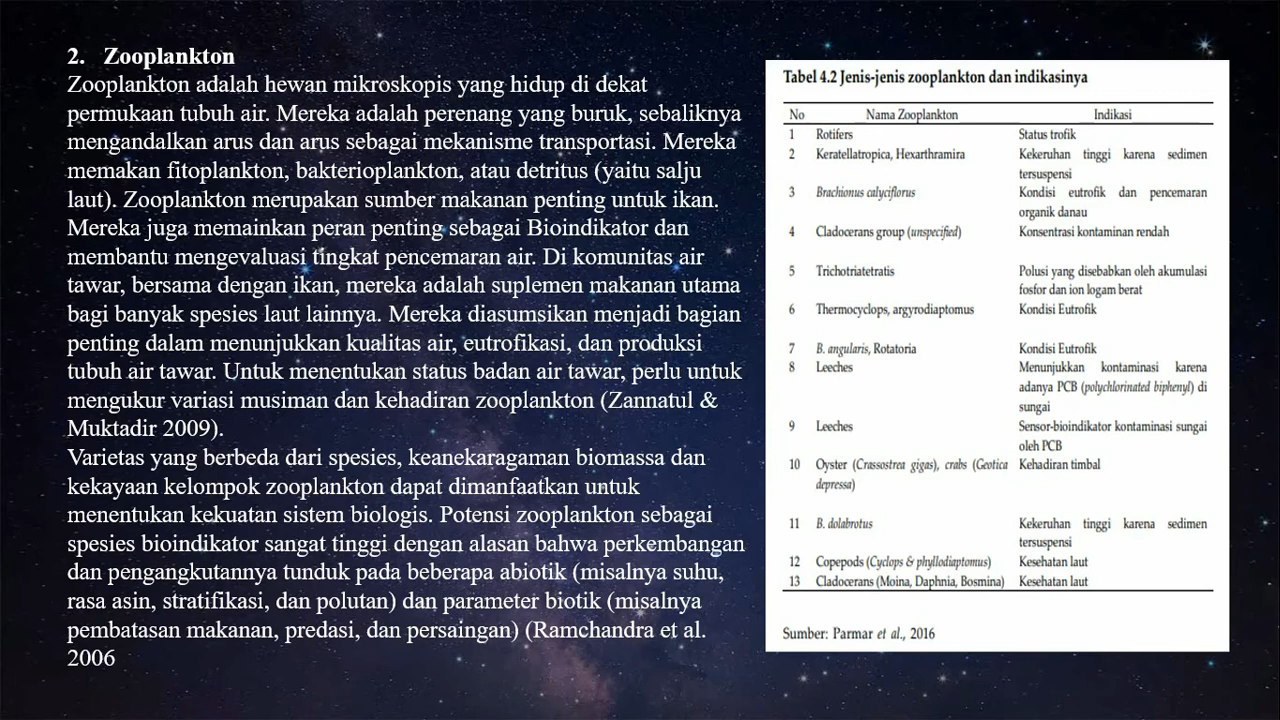 2. Zooplankton
Zooplankton adalah hewan mikroskopis yang hidup di dekat
permukaan tubuh air. Mereka adalah perenang yang buruk, sebaliknya
mengandalkan arus dan arus sebagai mekanisme transportasi. Mereka
memakan fitoplankton, bakterioplankton, atau detritus (yaitu salju
laut). Zooplankton merupakan sumber makanan penting untuk ikan.
Mereka juga memainkan peran penting sebagai Bioindikator dan
membantu mengevaluasi tingkat pencemaran air. Di komunitas air
tawar, bersama dengan ikan, mereka adalah suplemen makanan utama
bagi banyak spesies laut lainnya. Mereka diasumsikan menjadi bagian
penting dalam menunjukkan kualitas air, eutrofikasi, dan produksi
tubuh air tawar. Untuk menentukan status badan air tawar, perlu untuk
mengukur variasi musiman dan kehadiran zooplankton (Zannatul &
Muktadir 2009).
Varietas yang berbeda dari spesies, keanekaragaman biomassa dan
kekayaan kelompok zooplankton dapat dimanfaatkan untuk
menentukan kekuatan sistem biologis. Potensi zooplankton sebagai
spesies bioindikator sangat tinggi dengan alasan bahwa perkembangan
dan pengangkutannya tunduk pada beberapa abiotik (misalnya suhu,
rasa asin, stratifikasi, dan polutan) dan parameter biotik (misalnya
pembatasan makanan, predasi, dan persaingan) (Ramchandra et al.
2006
Tabel 4.2 Jenis-jenis zooplankton dan indikasinya
No Nama Zooplankton Indikasi
1 Rotifers Status trofik
2 Keratellatropica, Hexarthramira Kekeruhan tinggi karena sedimen
tersuspensi
3 Brachionus calyciflorus Kondisi eutrofik dan pencemaran
organik danau
4 Cladocerans group (unspecified) Konsentrasi kontaminan rendah
5 Trichotriatetratis Polusi yang disebabkan oleh akumulasi
fosfor dan ion logam berat
6 Thermocyclops, argyrodiaptomus Kondisi Eutrofik
7 B. angularis, Rotatoria Kondisi Eutrofik
8 Leeches Menunjukkan kontaminasi karena
adanya PCB (polychlorinated biphenyl) di
sungai
9 Leeches Sensor-bioindikator kontaminasi sungai
oleh PCB
10 Oyster (Crassostrea gigas), crabs (Geotica Kehadiran timbal
depressa)
11 B. dolabrotus Kekeruhan tinggi karena sedimen
tersuspensi
12 Copepods (Cyclops & phyllodiaptomus) Kesehatan laut
13 Cladocerans (Moina, Daphnia, Bosmina) Kesehatan laut
Sumber: Parmar et al., 2016